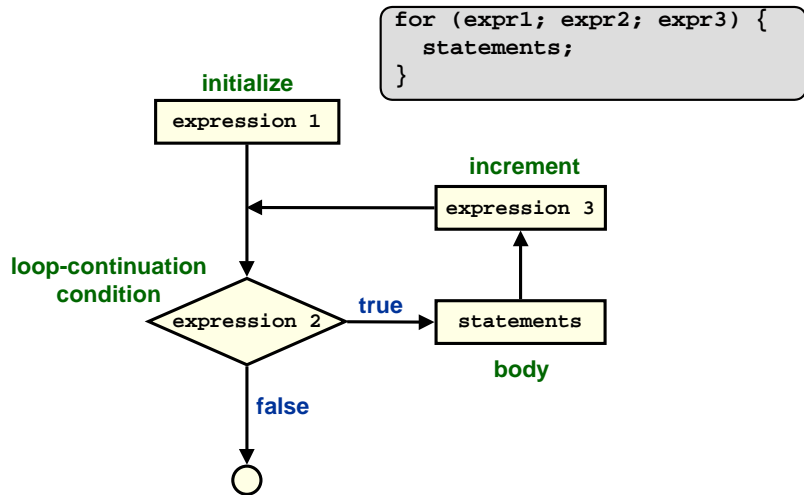 for (expr1; expr2; expr3) {
  statements;
}
initialize
expression 1
increment
expression 3
loop-continuation
condition
expression 2
true
statements
body
false